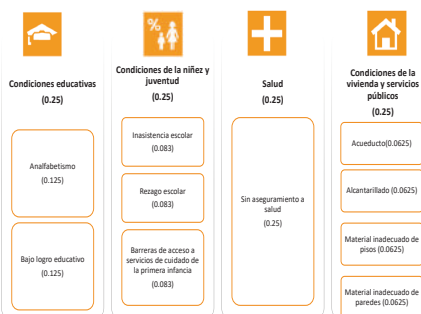 %
Condiciones educativas
(0.25)
Analfabetismo
(0.125)
Bajo logro educativo
(0.125)
Condiciones de la niñez y
juventud
(0.25)
Inasistencia escolar
(0.083)
Rezago escolar
(0.083)
Barreras de acceso a
servicios de cuidado de
la primera infancia
(0.083)
Salud
(0.25)
Sin aseguramiento a
salud
(0.25)
Condiciones de la
vivienda y servicios
públicos
(0.25)
Acueducto(0.0625)
Alcantarillado (0.0625)
Material inadecuado de
pisos (0.0625)
Material inadecuado de
paredes (0.0625)